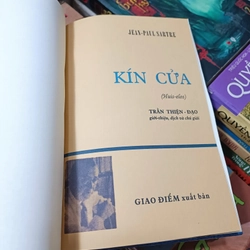 JEAN-PAUL SARTRE
KÍN CỬA
(Huis-clos)
TRẦN THIỆN-ĐẠO
giới-thiệu, dịch và chú giải
GIAO ĐIỂM xuất bản
QUY